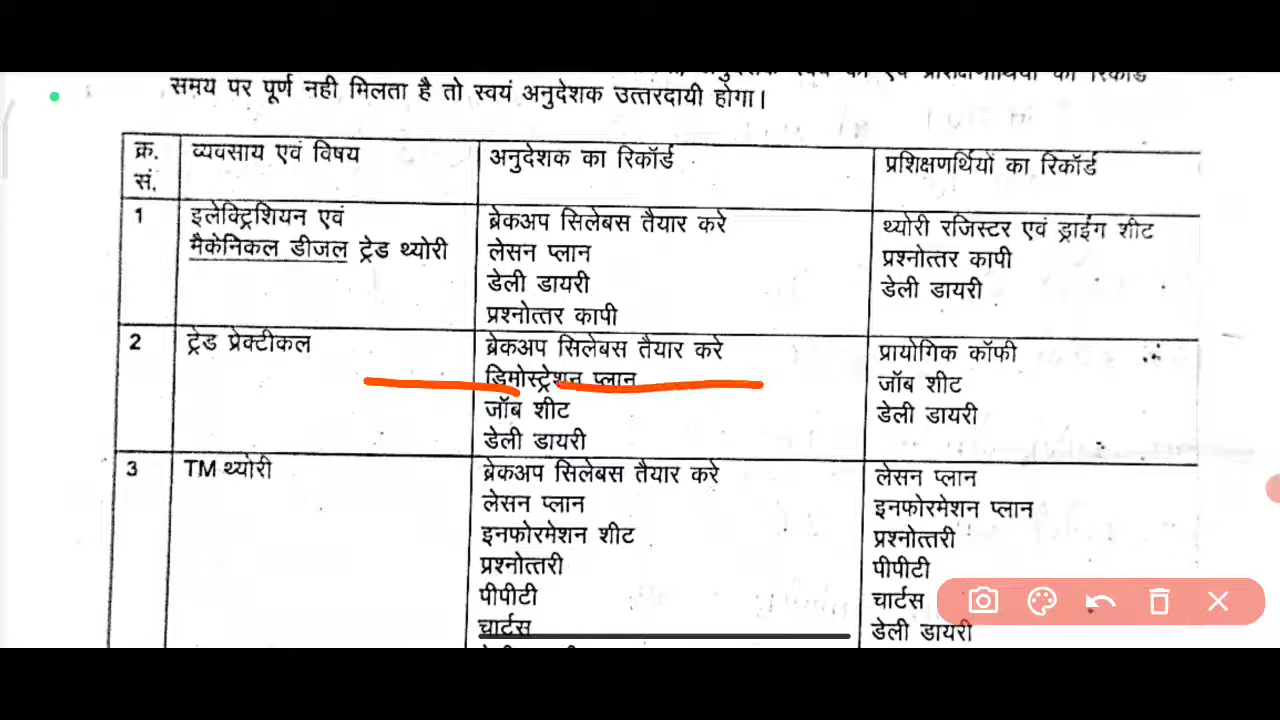 समय पर पूर्ण नही मिलता है तो स्वयं अनुदेशक उत्तरदायी होगा।
क्र. सं. व्यवसाय एवं विषय अनुदेशक का रिकॉर्ड प्रशिक्षणर्थियों का रिकॉर्ड
1 इलेक्ट्रिशियन एवं ब्रेकअप सिलेबस तैयार करे थ्योरी रजिस्टर एवं ड्राईंग शीट
मैकेनिकल डीजल ट्रेड थ्योरी लेसन प्लान प्रश्नोत्तर कापी
डेली डायरी डेली डायरी
प्रश्नोत्तर कापी
2 ट्रेड प्रेक्टीकल ब्रेकअप सिलेबस तैयार करे प्रायोगिक कॉफी
डिमोस्ट्रेशन प्लान जॉब शीट
जॉब शीट डेली डायरी
डेली डायरी
3 TM थ्योरी ब्रेकअप सिलेबस तैयार करे लेसन प्लान
लेसन प्लान इनफोरमेशन प्लान
इनफोरमेशन शीट प्रश्नोत्तरी
प्रश्नोत्तरी पीपीटी
पीपीटी चार्टस
चार्टस डेली डायरी